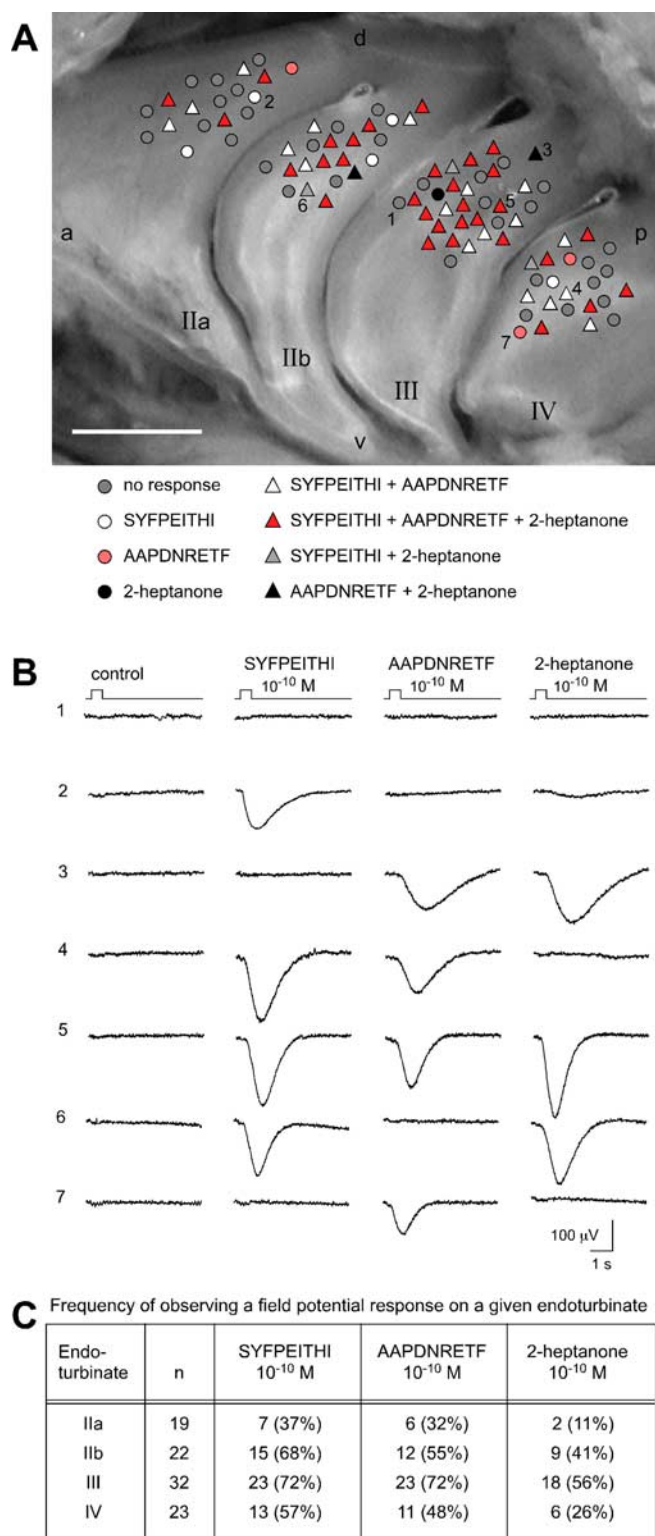 A
d
2
3
6
1
5
a
p
4
7
IIa
IIb
III
IV
v
no response
SYFPEITHI + AAPDNRETF
SYFPEITHI
SYFPEITHI + AAPDNRETF + 2-heptanone
AAPDNRETF
SYFPEITHI + 2-heptanone
2-heptanone
AAPDNRETF + 2-heptanone
B
control
SYFPEITHI
10-10 M
AAPDNRETF
10-10 M
2-heptanone
10-10 M
1
2
3
4
5
6
7
100 µV
1 s
C Frequency of observing a field potential response on a given endoturbinate
Endo-
turbinate
n
SYFPEITHI
10-10 M
AAPDNRETF
10-10 M
2-heptanone
10-10 M
IIa 19 7 (37%) 6 (32%) 2 (11%)
IIb 22 15 (68%) 12 (55%) 9 (41%)
III 32 23 (72%) 23 (72%) 18 (56%)
IV 23 13 (57%) 11 (48%) 6 (26%)